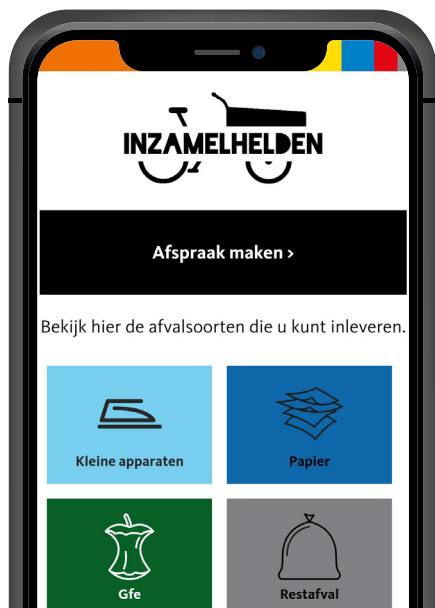 INZAMELHELDEN
Afspraak maken ›
Bekijk hier de afvalsoorten die u kunt inleveren.
Kleine apparaten
Papier
Gfe
Restafval